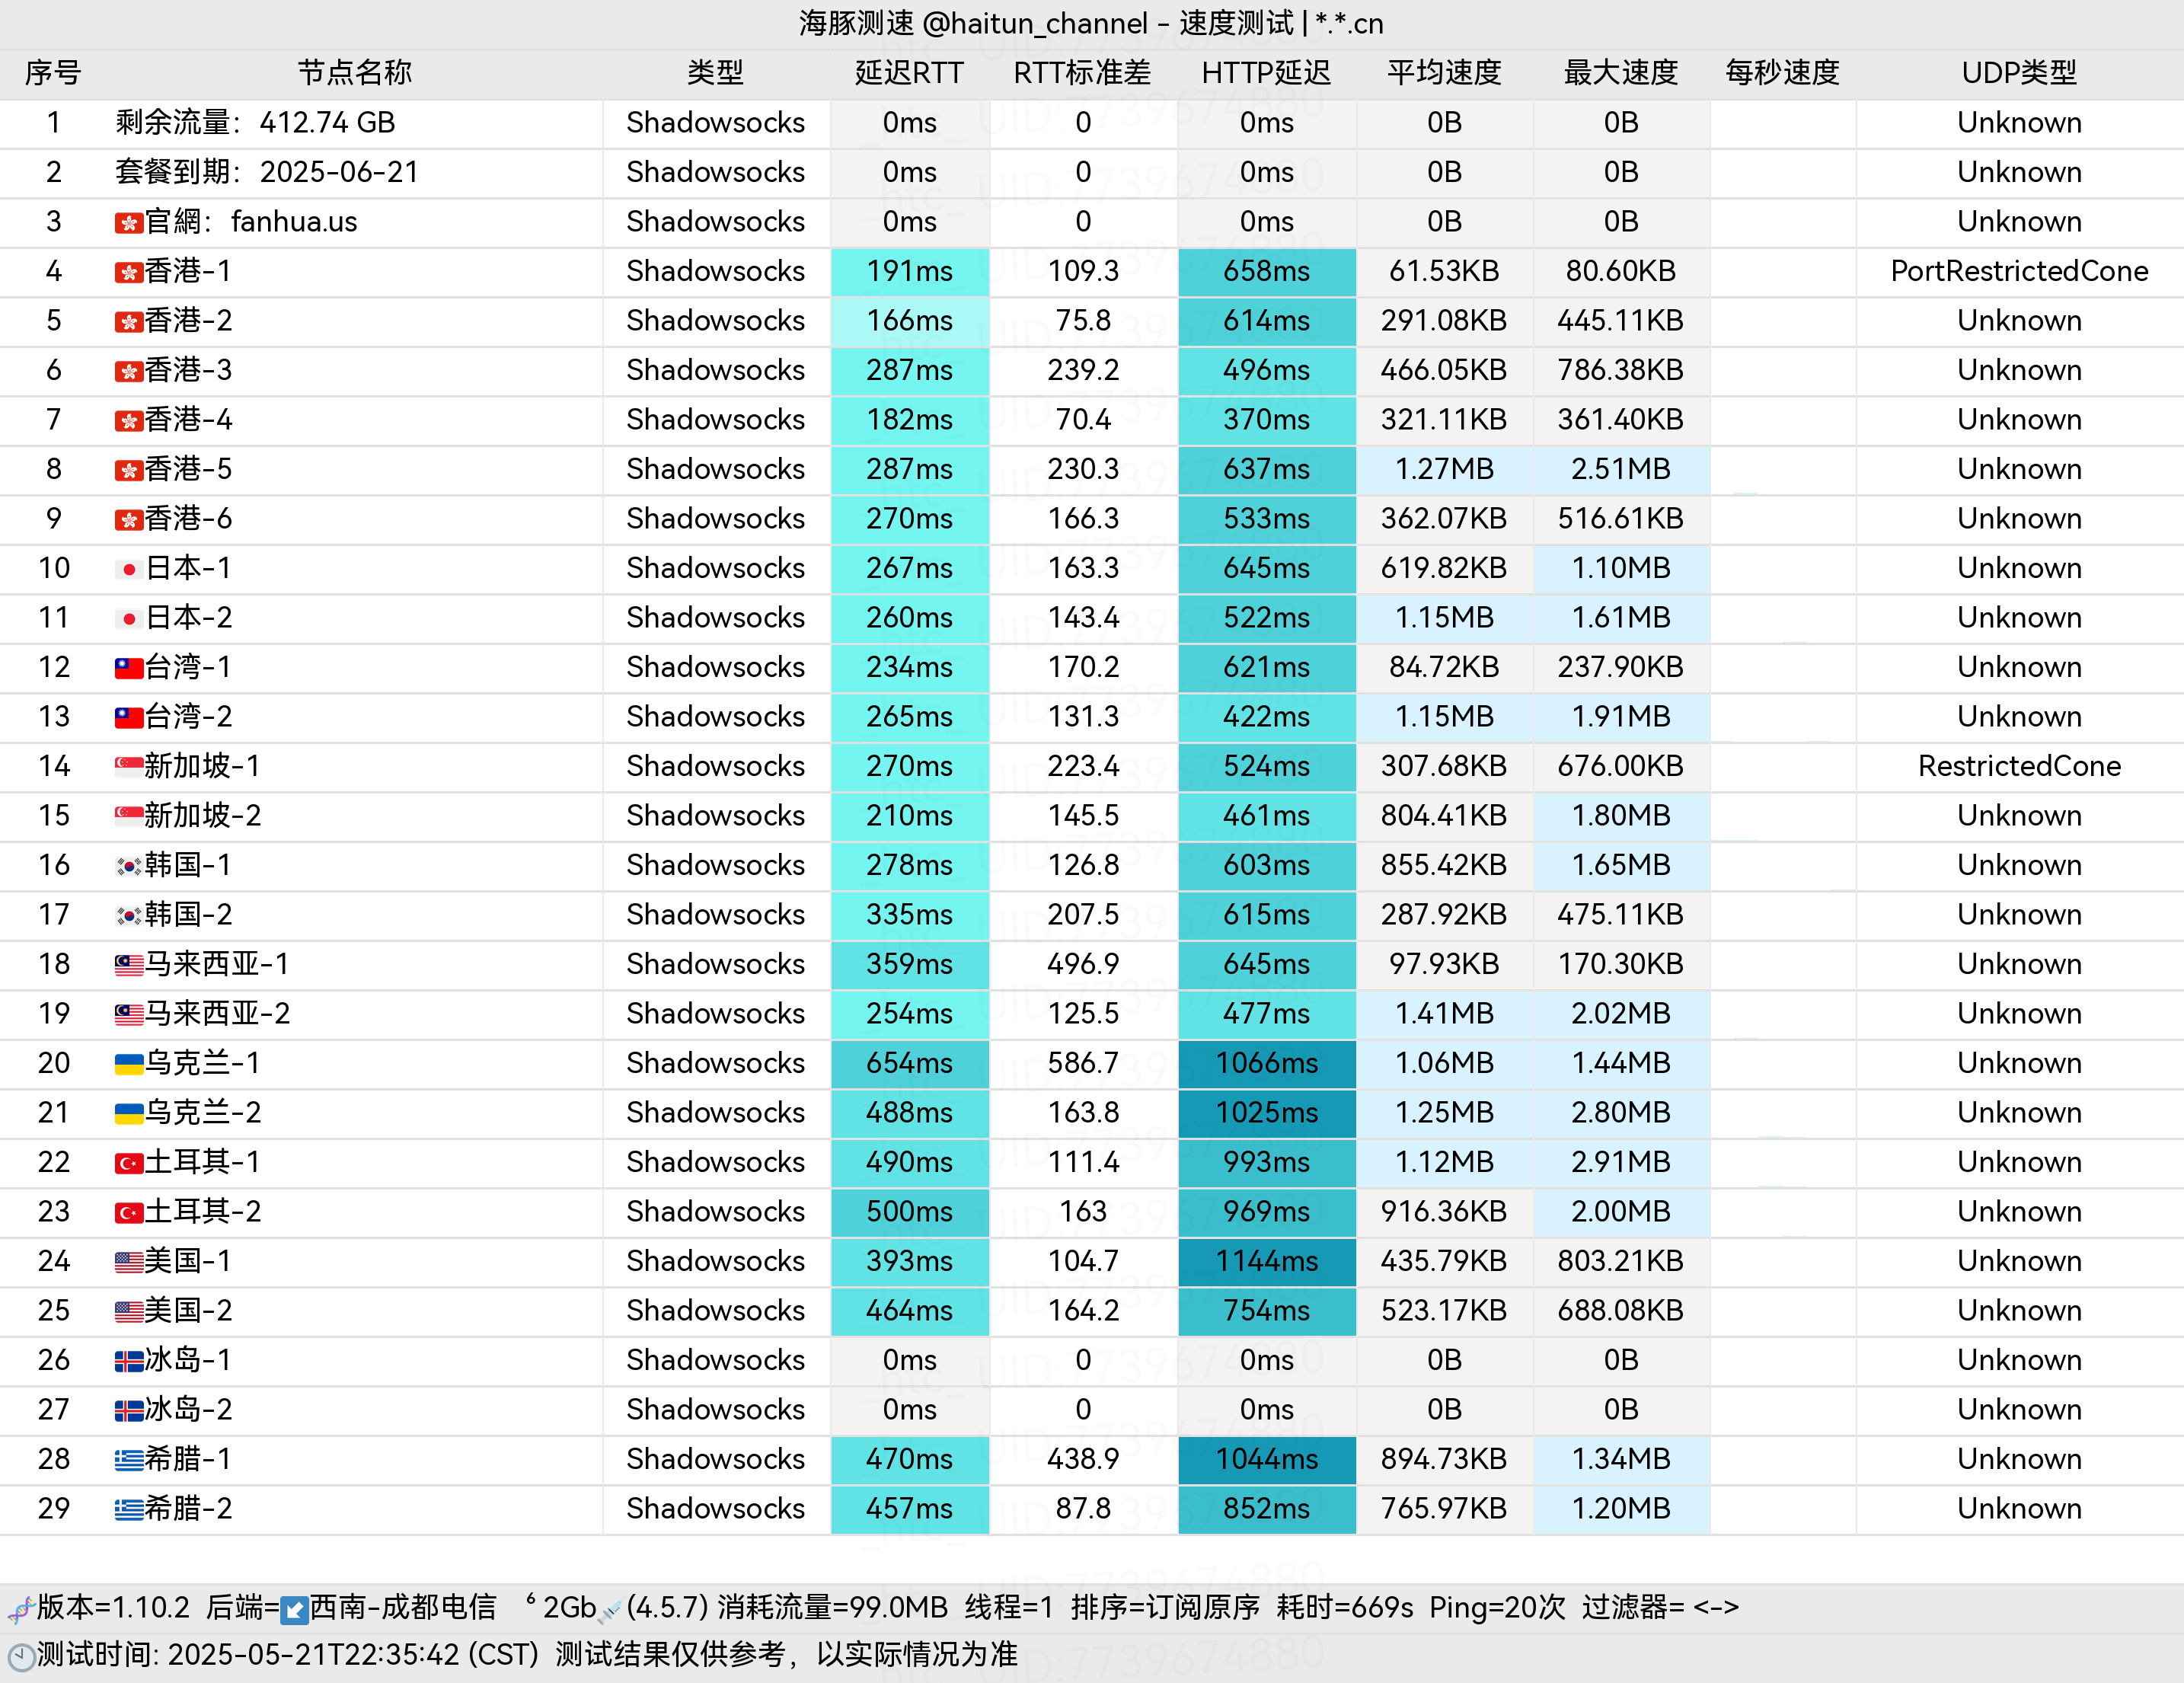 海豚测速 @haitun_channel - 速度测试 | *.*.cn
序号 节点名称 类型 延迟RTT RTT标准差 HTTP延迟 平均速度 最大速度 每秒速度 UDP类型
1 剩余流量：412.74 GB Shadowsocks 0ms 0 0ms 0B 0B Unknown
2 套餐到期：2025-06-21 Shadowsocks 0ms 0 0ms 0B 0B Unknown
3 官網：fanhua.us Shadowsocks 0ms 0 0ms 0B 0B Unknown
4 香港-1 Shadowsocks 191ms 109.3 658ms 61.53KB 80.60KB PortRestrictedCone
5 香港-2 Shadowsocks 166ms 75.8 614ms 291.08KB 445.11KB Unknown
6 香港-3 Shadowsocks 287ms 239.2 496ms 466.05KB 786.38KB Unknown
7 香港-4 Shadowsocks 182ms 70.4 370ms 321.11KB 361.40KB Unknown
8 香港-5 Shadowsocks 287ms 230.3 637ms 1.27MB 2.51MB Unknown
9 香港-6 Shadowsocks 270ms 166.3 533ms 362.07KB 516.61KB Unknown
10 日本-1 Shadowsocks 267ms 163.3 645ms 619.82KB 1.10MB Unknown
11 日本-2 Shadowsocks 260ms 143.4 522ms 1.15MB 1.61MB Unknown
12 台湾-1 Shadowsocks 234ms 170.2 621ms 84.72KB 237.90KB Unknown
13 台湾-2 Shadowsocks 265ms 131.3 422ms 1.15MB 1.91MB Unknown
14 新加坡-1 Shadowsocks 270ms 223.4 524ms 307.68KB 676.00KB RestrictedCone
15 新加坡-2 Shadowsocks 210ms 145.5 461ms 804.41KB 1.80MB Unknown
16 韩国-1 Shadowsocks 278ms 126.8 603ms 855.42KB 1.65MB Unknown
17 韩国-2 Shadowsocks 335ms 207.5 615ms 287.92KB 475.11KB Unknown
18 马来西亚-1 Shadowsocks 359ms 496.9 645ms 97.93KB 170.30KB Unknown
19 马来西亚-2 Shadowsocks 254ms 125.5 477ms 1.41MB 2.02MB Unknown
20 乌克兰-1 Shadowsocks 654ms 586.7 1066ms 1.06MB 1.44MB Unknown
21 乌克兰-2 Shadowsocks 488ms 163.8 1025ms 1.25MB 2.80MB Unknown
22 土耳其-1 Shadowsocks 490ms 111.4 993ms 1.12MB 2.91MB Unknown
23 土耳其-2 Shadowsocks 500ms 163 969ms 916.36KB 2.00MB Unknown
24 美国-1 Shadowsocks 393ms 104.7 1144ms 435.79KB 803.21KB Unknown
25 美国-2 Shadowsocks 464ms 164.2 754ms 523.17KB 688.08KB Unknown
26 冰岛-1 Shadowsocks 0ms 0 0ms 0B 0B Unknown
27 冰岛-2 Shadowsocks 0ms 0 0ms 0B 0B Unknown
28 希腊-1 Shadowsocks 470ms 438.9 1044ms 894.73KB 1.34MB Unknown
29 希腊-2 Shadowsocks 457ms 87.8 852ms 765.97KB 1.20MB Unknown
版本=1.10.2 后端=↙西南-成都电信 ⁶ 2Gb (4.5.7) 消耗流量=99.0MB 线程=1 排序=订阅原序 耗时=669s Ping=20次 过滤器= <->
测试时间: 2025-05-21T22:35:42 (CST) 测试结果仅供参考，以实际情况为准